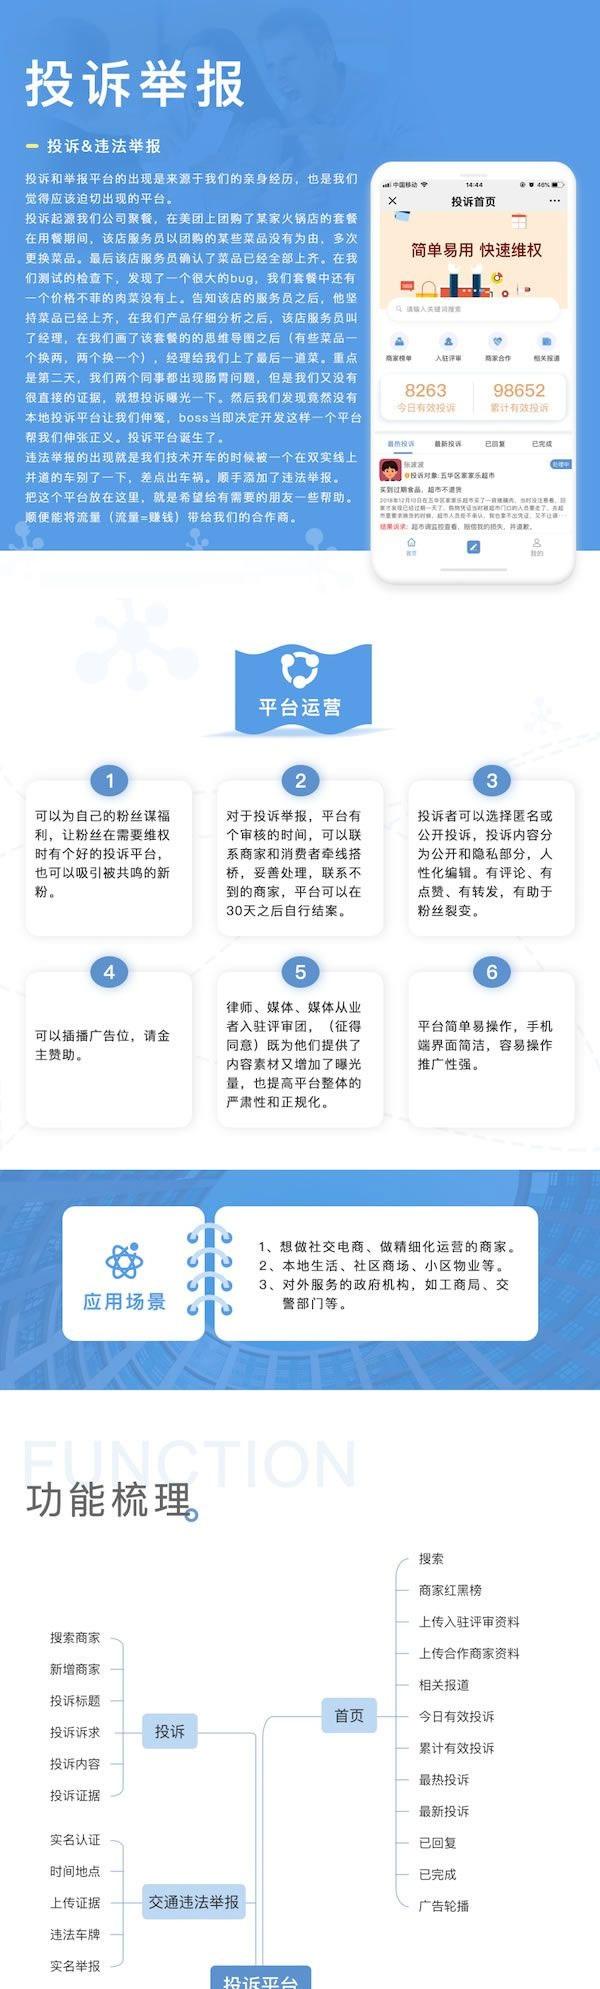 投诉举报
投诉&违法举报
投诉和举报平台的出现是来源于我们的亲身经历，也是我们
觉得应该迫切出现的平台。
投诉起源我们公司聚餐，在美团上团购了某家火锅店的套餐
在用餐期间，该店服务员以团购的某些菜品没有为由，多次
更换菜品。最后该店服务员确认了菜品已经全部上齐。在我
们测试的检查下，发现了一个很大的bug，我们套餐中还有
一个价格不菲的肉菜没有上。告知该店的服务员之后，他坚
持菜品已经上齐，在我们产品仔细分析之后，该店服务员叫
了经理，在我们画了该套餐的的思维导图之后（有些菜品一
个换两，两个换一个），经理给我们上了最后一道菜。重点
是第二天，我们两个同事都出现肠胃问题，但是我们又没有
很直接的证据，就想投诉曝光一下。然后我们发现竟然没有
本地投诉平台让我们伸冤，boss当即决定开发这样一个平台
帮我们伸张正义。投诉平台诞生了。
违法举报的出现就是我们技术开车的时候被一个在双实线上
并道的车别了一下，差点出车祸。顺手添加了违法举报。
把这个平台放在这里，就是希望给有需要的朋友一些帮助。
顺便能将流量（流量=赚钱）带给我们的合作商。
中国移动 14:44 46%
投诉首页
简单易用 快速维权
请输入关键词搜索
商家榜单 入驻评审 商家合作 相关报道
8263 98652
今日有效投诉 累计有效投诉
最热投诉 最新投诉 已回复 已完成
张波波 处理中
投诉对象:五华区家家乐超市
买到过期食品，超市不退货
结果诉求: 超市调监控查看，赔偿我的损失，并道歉。
首页 我的
平台运营
1
可以为自己的粉丝谋福
利，让粉丝在需要维权
时有个好的投诉平台，
也可以吸引被共鸣的新
粉。
2
对于投诉举报，平台有
个审核的时间，可以联
系商家和消费者牵线搭
桥，妥善处理，联系不
到的商家，平台可以在
30天之后自行结案。
3
投诉者可以选择匿名或
公开投诉，投诉内容分
为公开和隐私部分，人
性化编辑。有评论、有
点赞、有转发，有助于
粉丝裂变。
4
可以插播广告位，请金
主赞助。
5
律师、媒体、媒体从业
者入驻评审团，（征得
同意）既为他们提供了
内容素材又增加了曝光
量，也提高平台整体的
严肃性和正规化。
6
平台简单易操作，手机
端界面简洁，容易操作
推广性强。
应用场景
1、想做社交电商、做精细化运营的商家。
2、本地生活、社区商场、小区物业等。
3、对外服务的政府机构，如工商局、交
警部门等。
FUNCTION
功能梳理
搜索
商家红黑榜
上传入驻评审资料
上传合作商家资料
相关报道
首页
今日有效投诉
累计有效投诉
最热投诉
最新投诉
已回复
已完成
广告轮播
搜索商家
新增商家
投诉标题
投诉诉求
投诉
投诉内容
投诉证据
实名认证
时间地点
上传证据
交通违法举报
违法车牌
实名举报
投诉平台